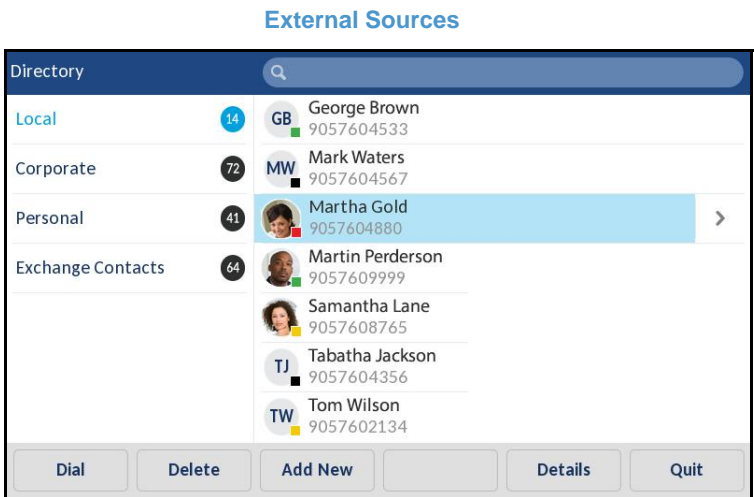 External Sources
Directory
Local 14
Corporate 72
Personal 41
Exchange Contacts 64
GB George Brown
9057604533
MW Mark Waters
9057604567
Martha Gold
9057604880
Martin Perderson
9057609999
Samantha Lane
9057608765
TJ Tabatha Jackson
9057604356
TW Tom Wilson
9057602134
Dial Delete Add New Details Quit